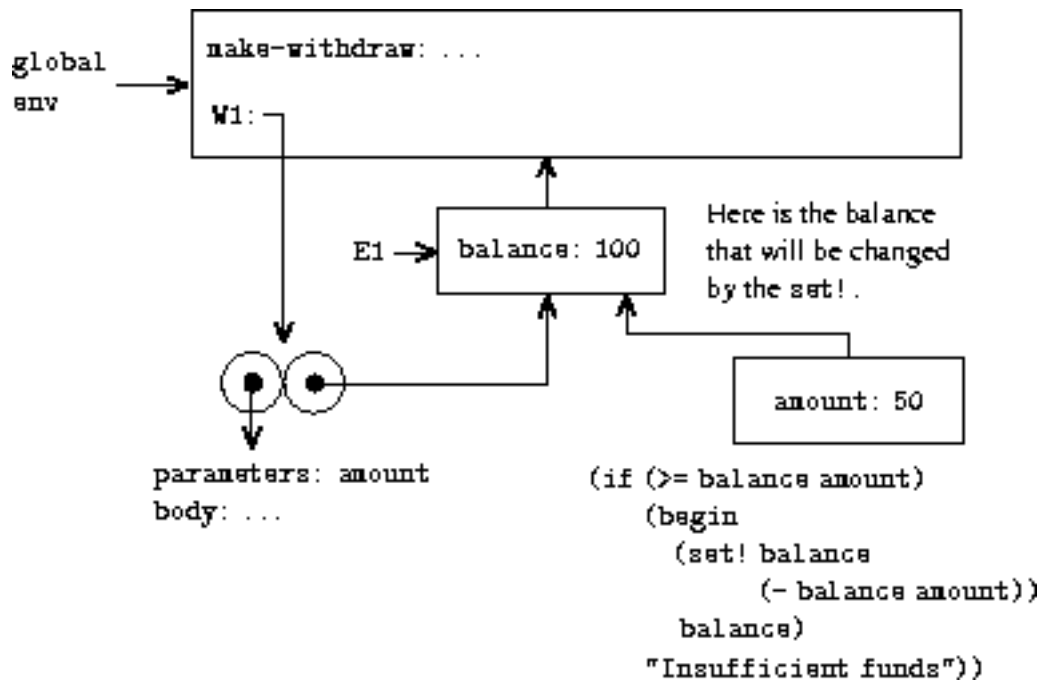 make-withdraw: ...
global
env
W1:
Here is the balance
that will be changed
by the set! .
E1
balance: 100
amount: 50
parameters: amount
body: ...
(if (>= balance amount)
(begin
(set! balance
(- balance amount))
balance)
"Insufficient funds"))